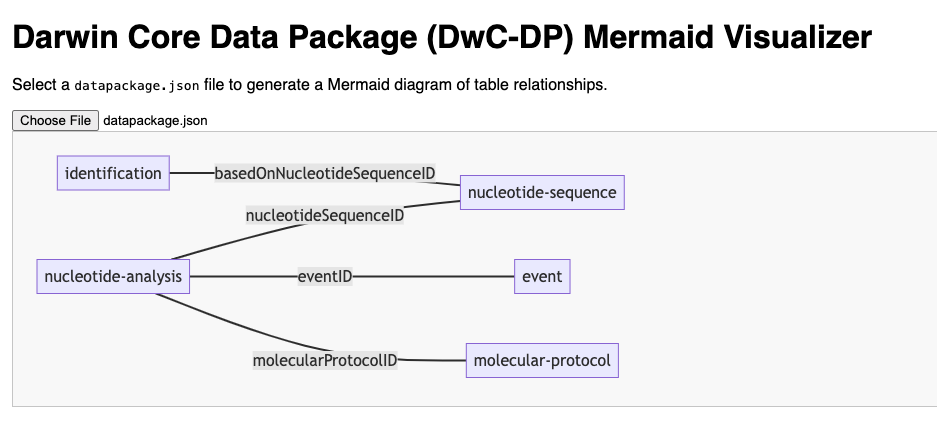 Darwin Core Data Package (DwC-DP) Mermaid Visualizer
Select a datapackage.json file to generate a Mermaid diagram of table relationships.
Choose File datapackage.json
identification
basedOnNucleotideSequenceID
nucleotide-sequence
nucleotideSequenceID
nucleotide-analysis
eventID
event
molecularProtocolID
molecular-protocol